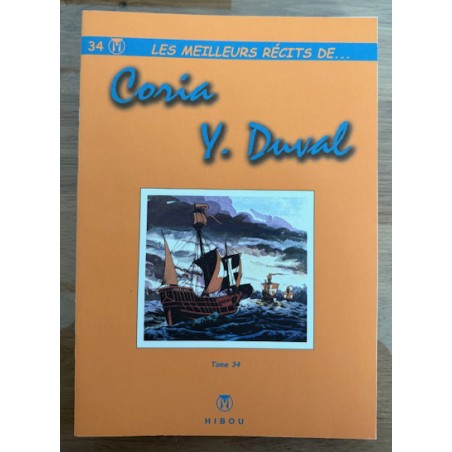 34 LES MEILLEURS RÉCITS DE...
Coria
Y. Duval
Tome 34
HIBOU